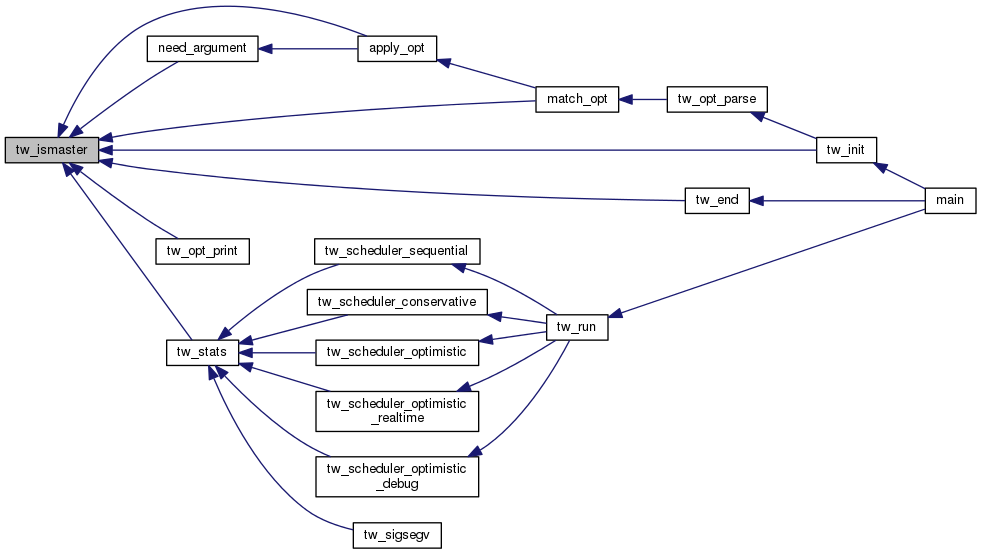 need_argument
apply_opt
match_opt
tw_opt_parse
tw_ismaster
tw_init
tw_end
main
tw_opt_print
tw_scheduler_sequential
tw_scheduler_conservative
tw_run
tw_stats
tw_scheduler_optimistic
tw_scheduler_optimistic
_realtime
tw_scheduler_optimistic
_debug
tw_sigsegv